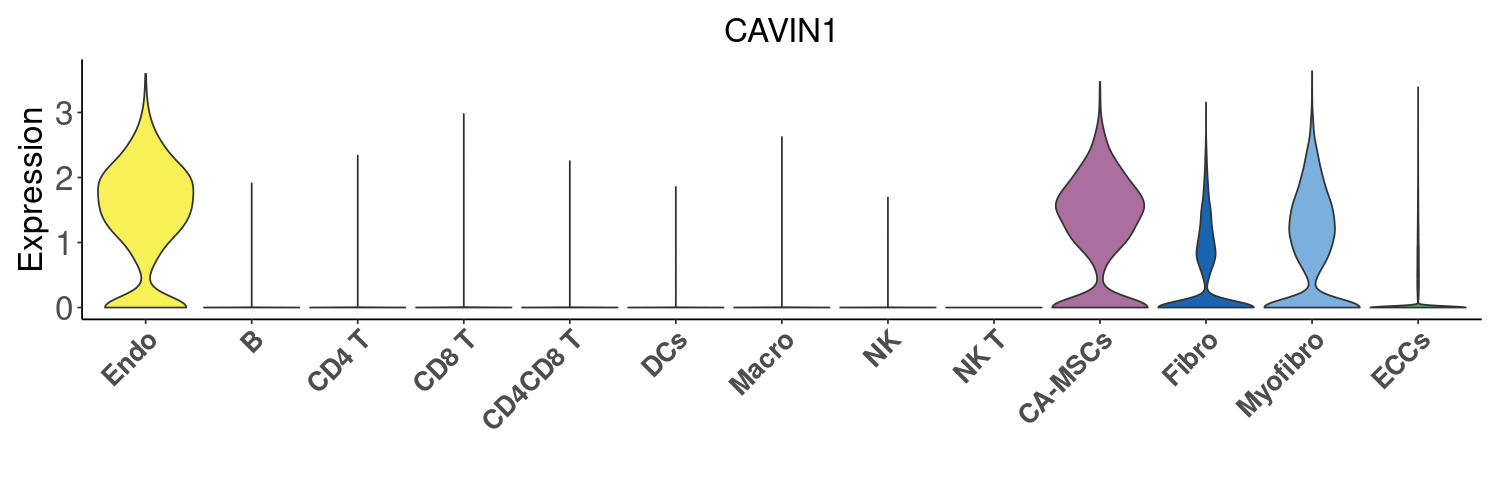 CAVIN1
Expression
3
2
1
0
Endo
B
CD4 T
CD8 T
CD4CD8 T
DCs
Macro
NK
NK T
CA-MSCs
Fibro
Myofibro
ECCs